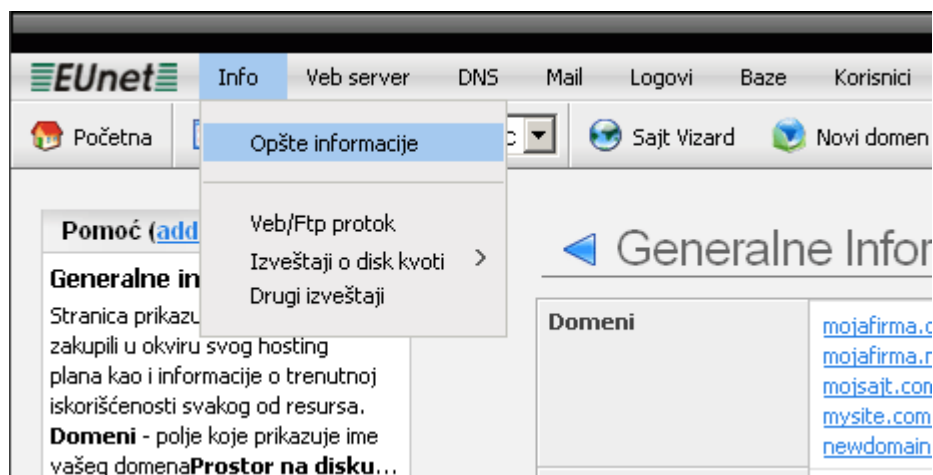 EUnet Info Veb server DNS Mail Logovi Baze Korisnici
Početna Sajt Vizard Novi domen
Opšte informacije
Veb/Ftp protok
Izveštaji o disk kvoti >
Drugi izveštaji
Pomoć (add
Generalne in
Stranica prikazu
zakupili u okviru svog hosting
plana kao i informacije o trenutnoj
iskorišćenosti svakog od resursa.
Domeni - polje koje prikazuje ime
vašeg domenaProstor na disku...
Generalne Infor
Domeni
mojafirma.c
mojafirma.r
mojsajt.com
mysite.com
newdomain